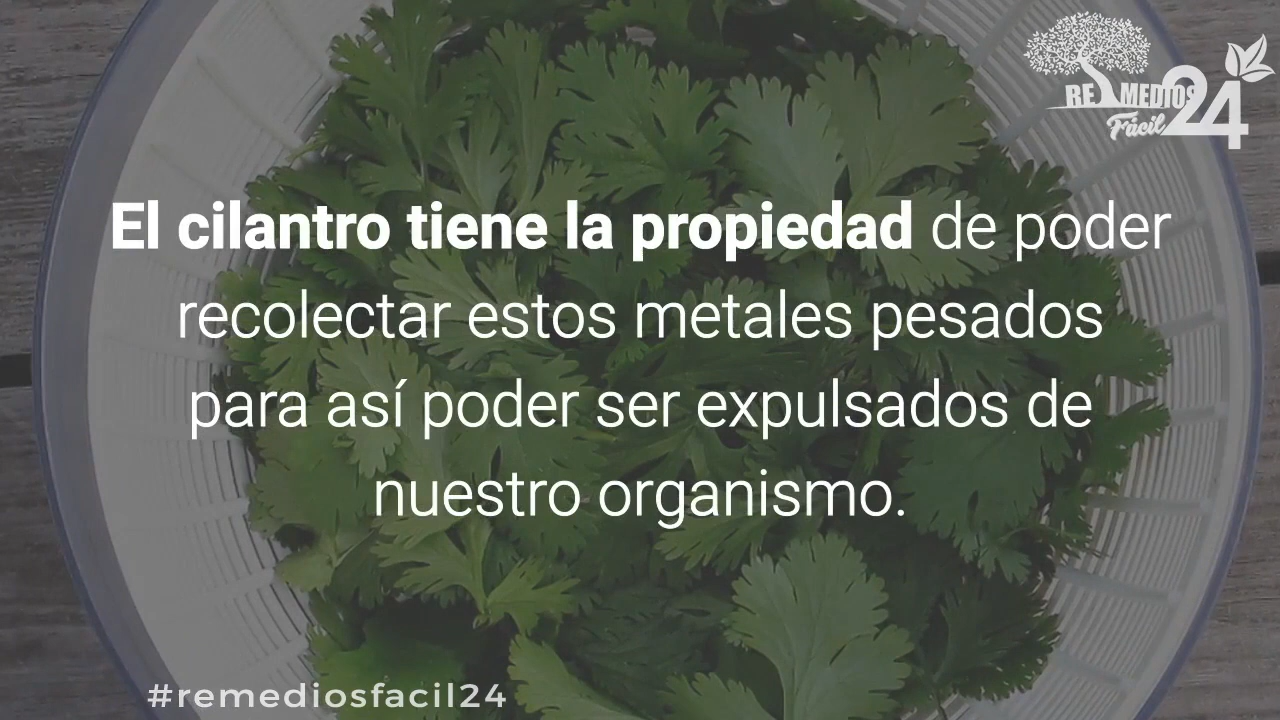 REMEDIOS
Fácil 24
El cilantro tiene la propiedad de poder
recolectar estos metales pesados
para así poder ser expulsados de
nuestro organismo.
#remediosfacil24